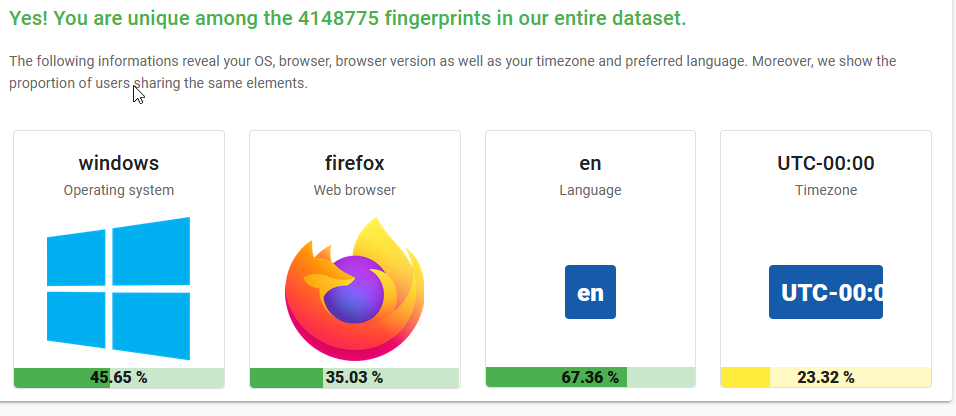 Yes! You are unique among the 4148775 fingerprints in our entire dataset.
The following informations reveal your OS, browser, browser version as well as your timezone and preferred language. Moreover, we show the
proportion of users sharing the same elements.
windows
Operating system
45.65 %
firefox
Web browser
35.03 %
en
Language
en
67.36 %
UTC-00:00
Timezone
UTC-00:0
23.32 %